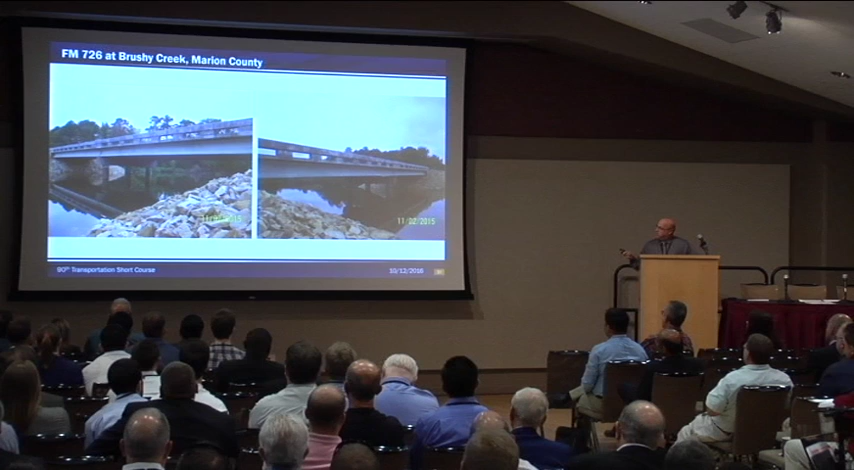 FM 726 at Brushy Creek, Marion County
11/22/2015
90th Transportation Short Course
10/12/2016